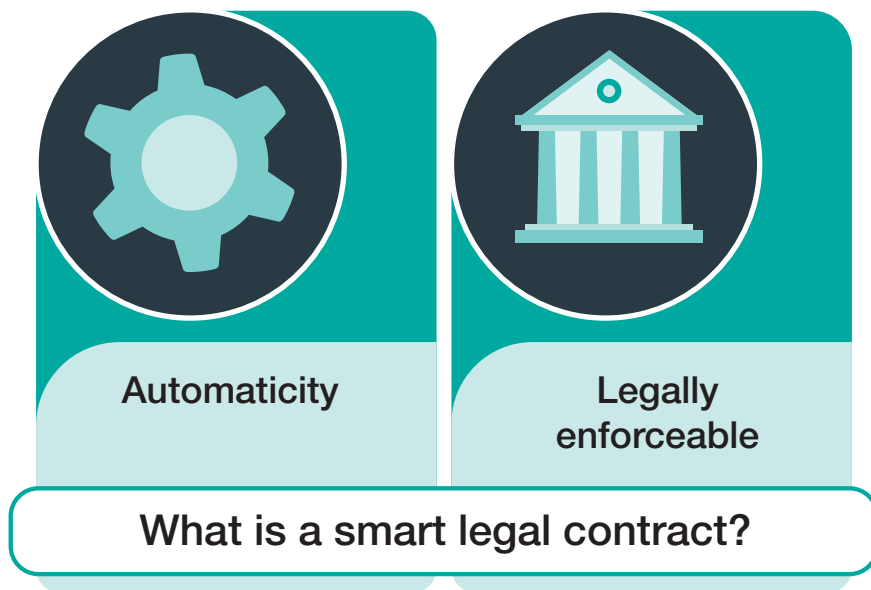 Automaticity
Legally
enforceable
What is a smart legal contract?